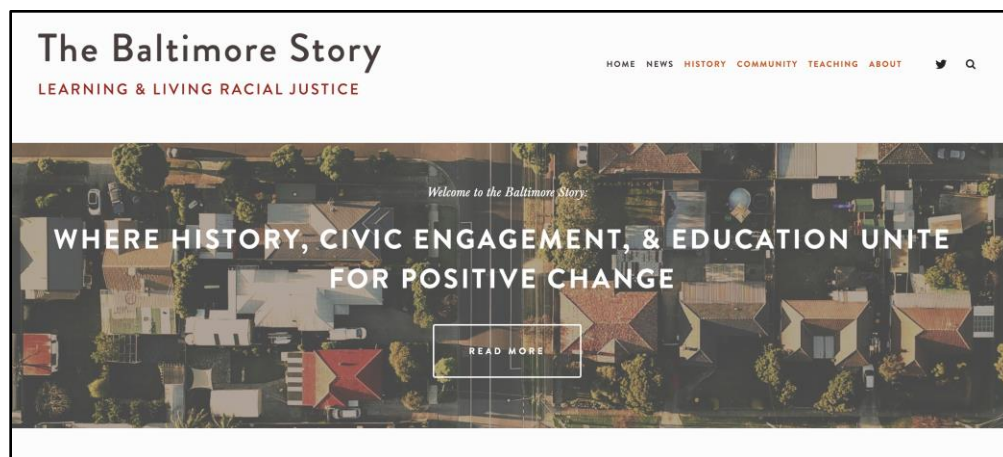 The Baltimore Story
LEARNING & LIVING RACIAL JUSTICE
HOME NEWS HISTORY COMMUNITY TEACHING ABOUT
Welcome to the Baltimore Story:
WHERE HISTORY, CIVIC ENGAGEMENT, & EDUCATION UNITE
FOR POSITIVE CHANGE
READ MORE